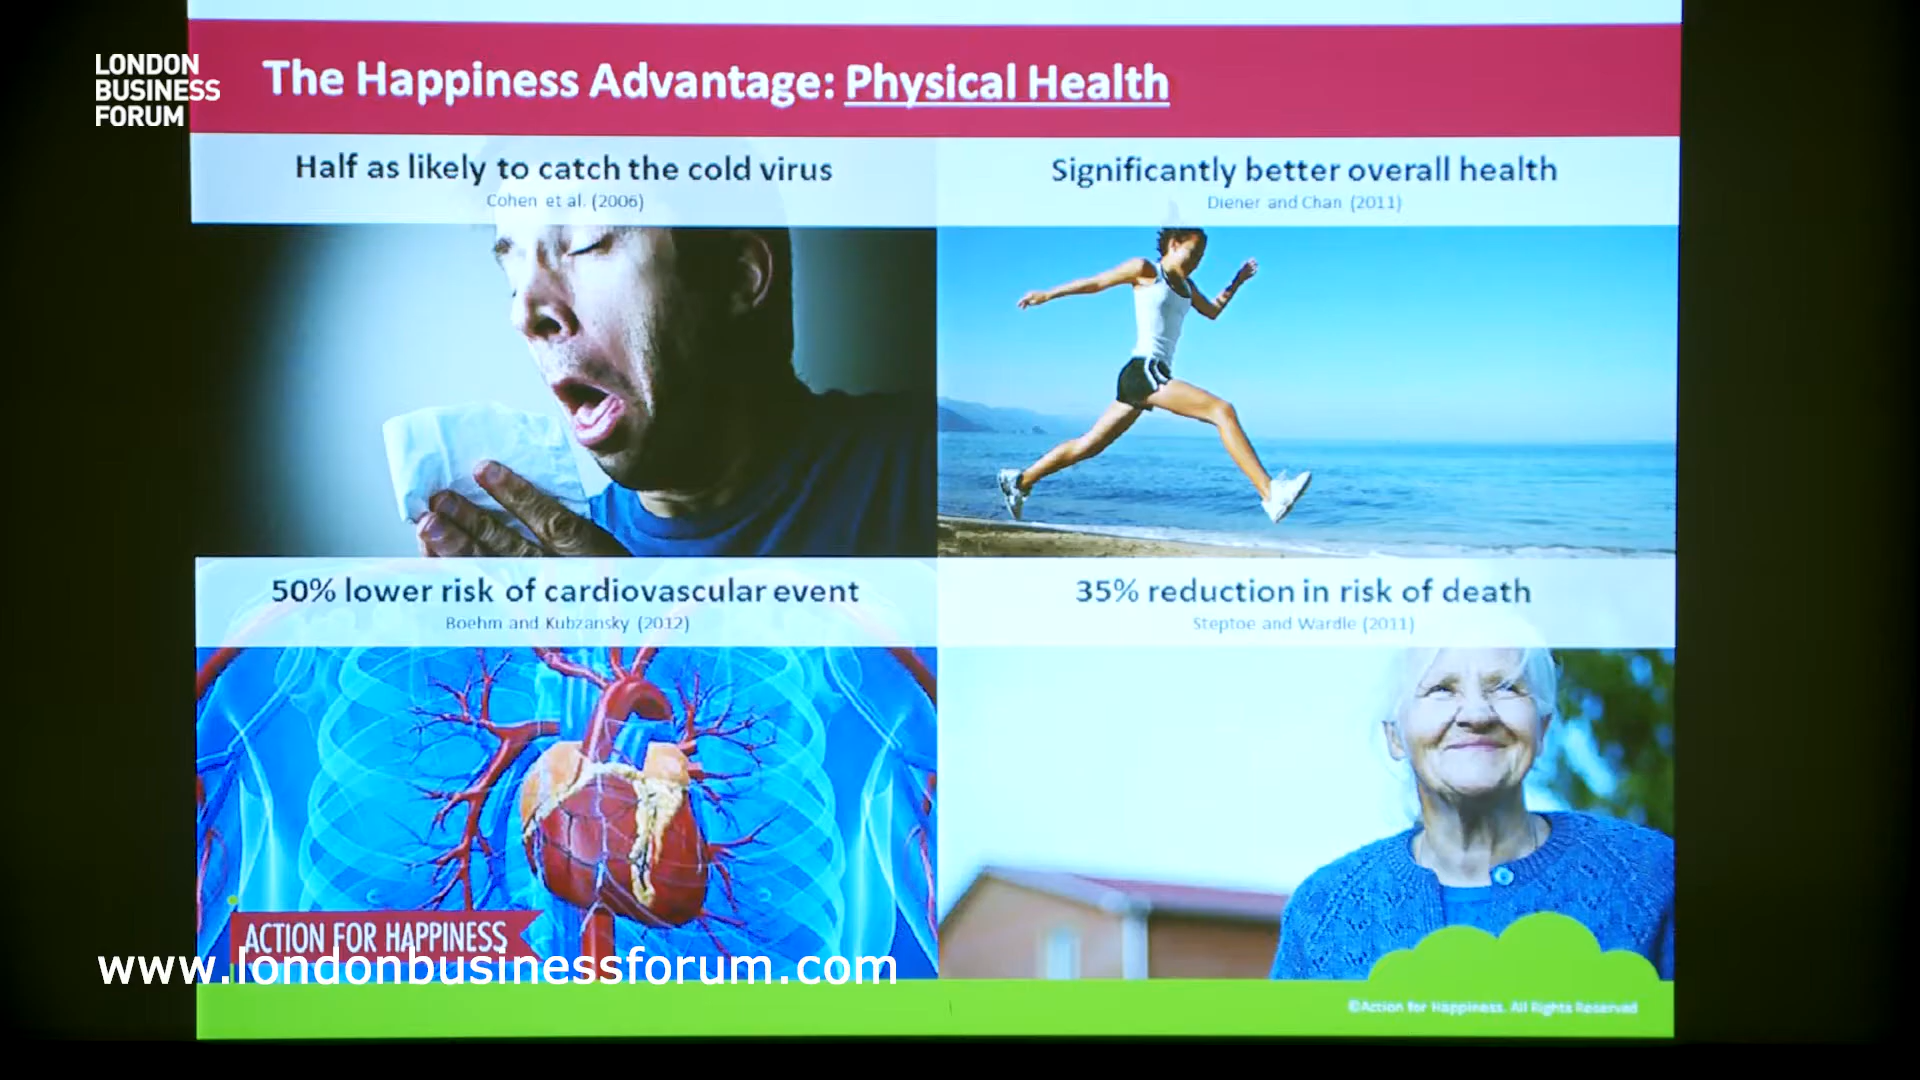 LONDON
BUSINESS
FORUM
The Happiness Advantage: Physical Health
Half as likely to catch the cold virus
Cohen et al. (2006)
Significantly better overall health
Diener and Chan (2011)
50% lower risk of cardiovascular event
Boehm and Kubzansky (2012)
35% reduction in risk of death
Steptoe and Wardle (2011)
ACTION FOR HAPPINESS
www.londonbusinessforum.com
©Action for Happiness. All Rights Reserved